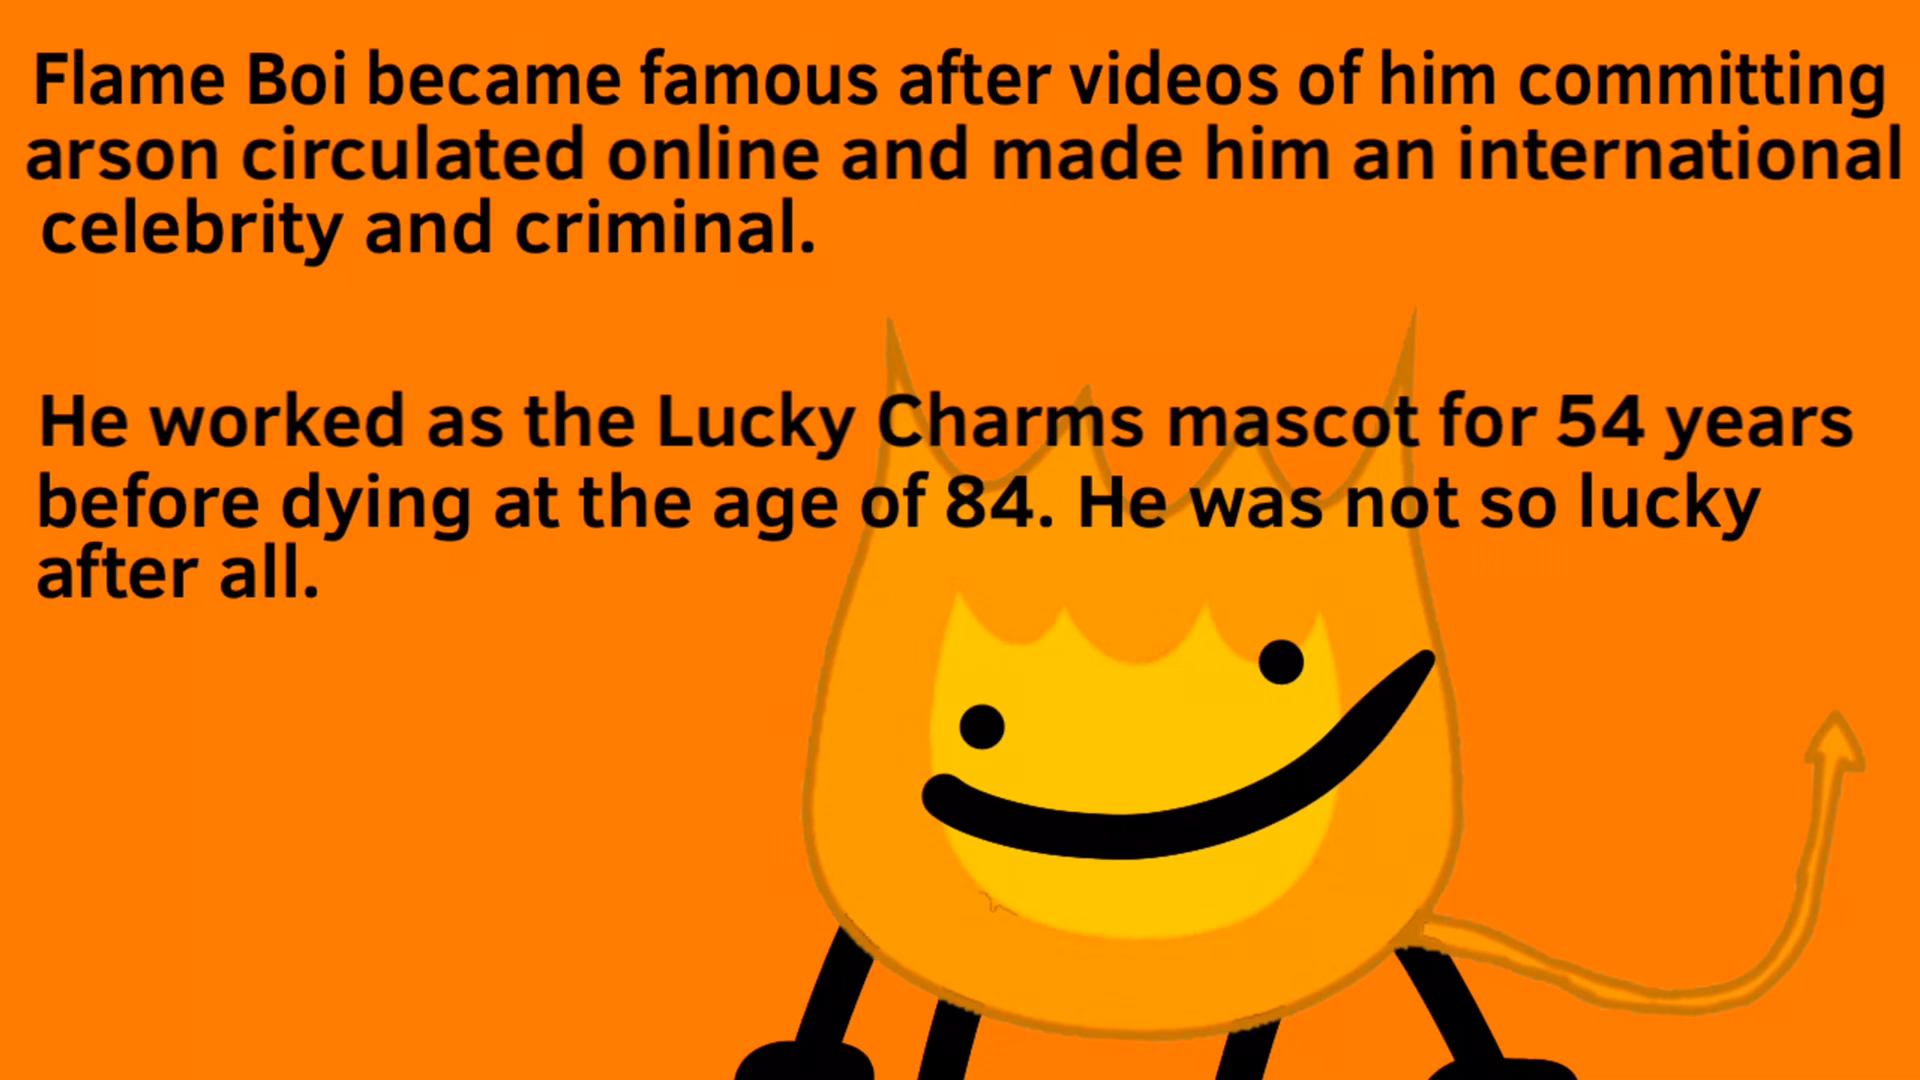 Flame Boi became famous after videos of him committing
arson circulated online and made him an international
celebrity and criminal.
He worked as the Lucky Charms mascot for 54 years
before dying at the age of 84. He was not so lucky
after all.